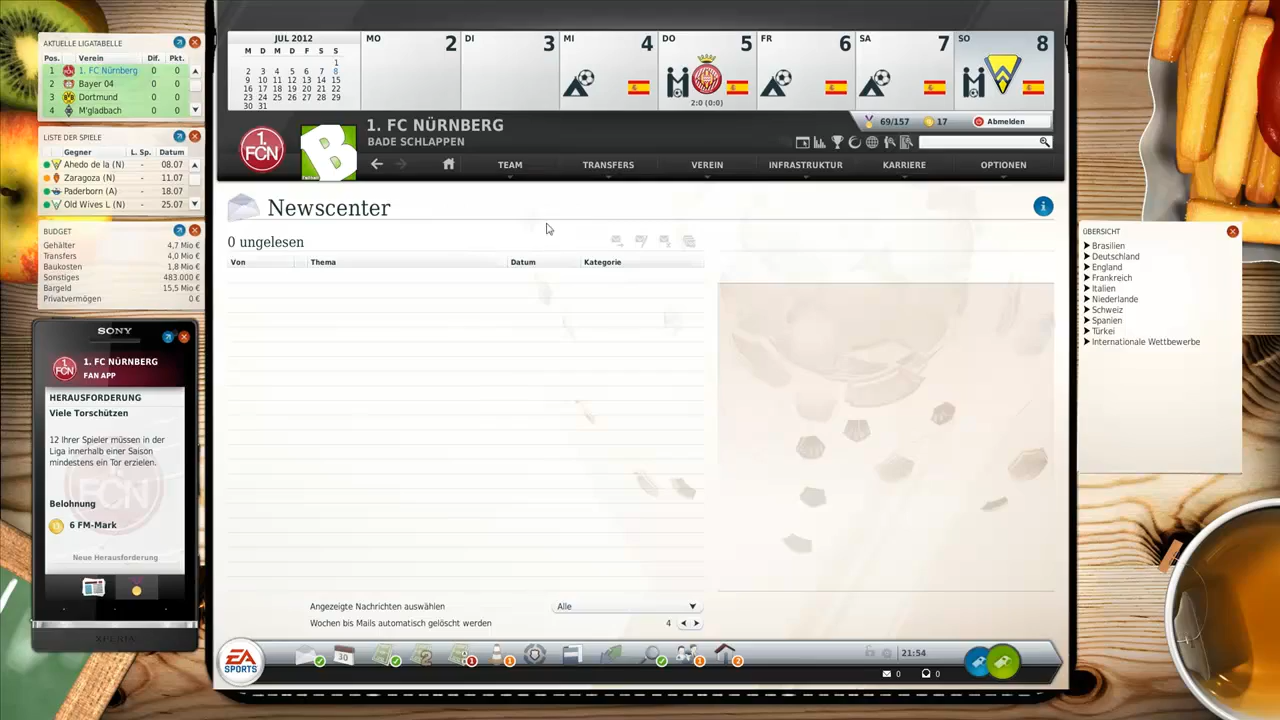 AKTUELLE LIGATABELLE
Pos. Verein Dif. Pkt.
1 1. FC Nürnberg 0 0
2 Bayer 04 0 0
3 Dortmund 0 0
4 M'gladbach 0 0
LISTE DER SPIELE
Gegner L. Sp. Datum
Ahedo de la (N) - 08.07
Zaragoza (N) - 11.07
Paderborn (A) - 18.07
Old Wives L (N) - 25.07
BUDGET
Gehälter 4,7 Mio €
Transfers 4,0 Mio €
Baukosten 1,8 Mio €
Sonstiges 483.000 €
Bargeld 15,5 Mio €
Privatvermögen 0 €
SONY
1. FC NÜRNBERG
FAN APP
HERAUSFORDERUNG
Viele Torschützen
12 Ihrer Spieler müssen in der
Liga innerhalb einer Saison
mindestens ein Tor erzielen.
Belohnung
6 FM-Mark
Neue Herausforderung
XPERIA
JUL 2012
M D M D F S S
1
2 3 4 5 6 7 8
9 10 11 12 13 14 15
16 17 18 19 20 21 22
23 24 25 26 27 28 29
30 31
MO 2
DI 3
MI 4
DO 5
2:0 (0:0)
FR 6
SA 7
SO 8
1. FCN
B
1. FC NÜRNBERG
BADE SCHLAPPEN
69/157 17 Abmelden
TEAM TRANSFERS VEREIN INFRASTRUKTUR KARRIERE OPTIONEN
Newscenter
0 ungelesen
Von Thema Datum Kategorie
Angezeigte Nachrichten auswählen Alle
Wochen bis Mails automatisch gelöscht werden 4
EA
SPORTS
30
2
1
1
1
2
21:54
0 0
ÜBERSICHT
Brasilien
Deutschland
England
Frankreich
Italien
Niederlande
Schweiz
Spanien
Türkei
Internationale Wettbewerbe